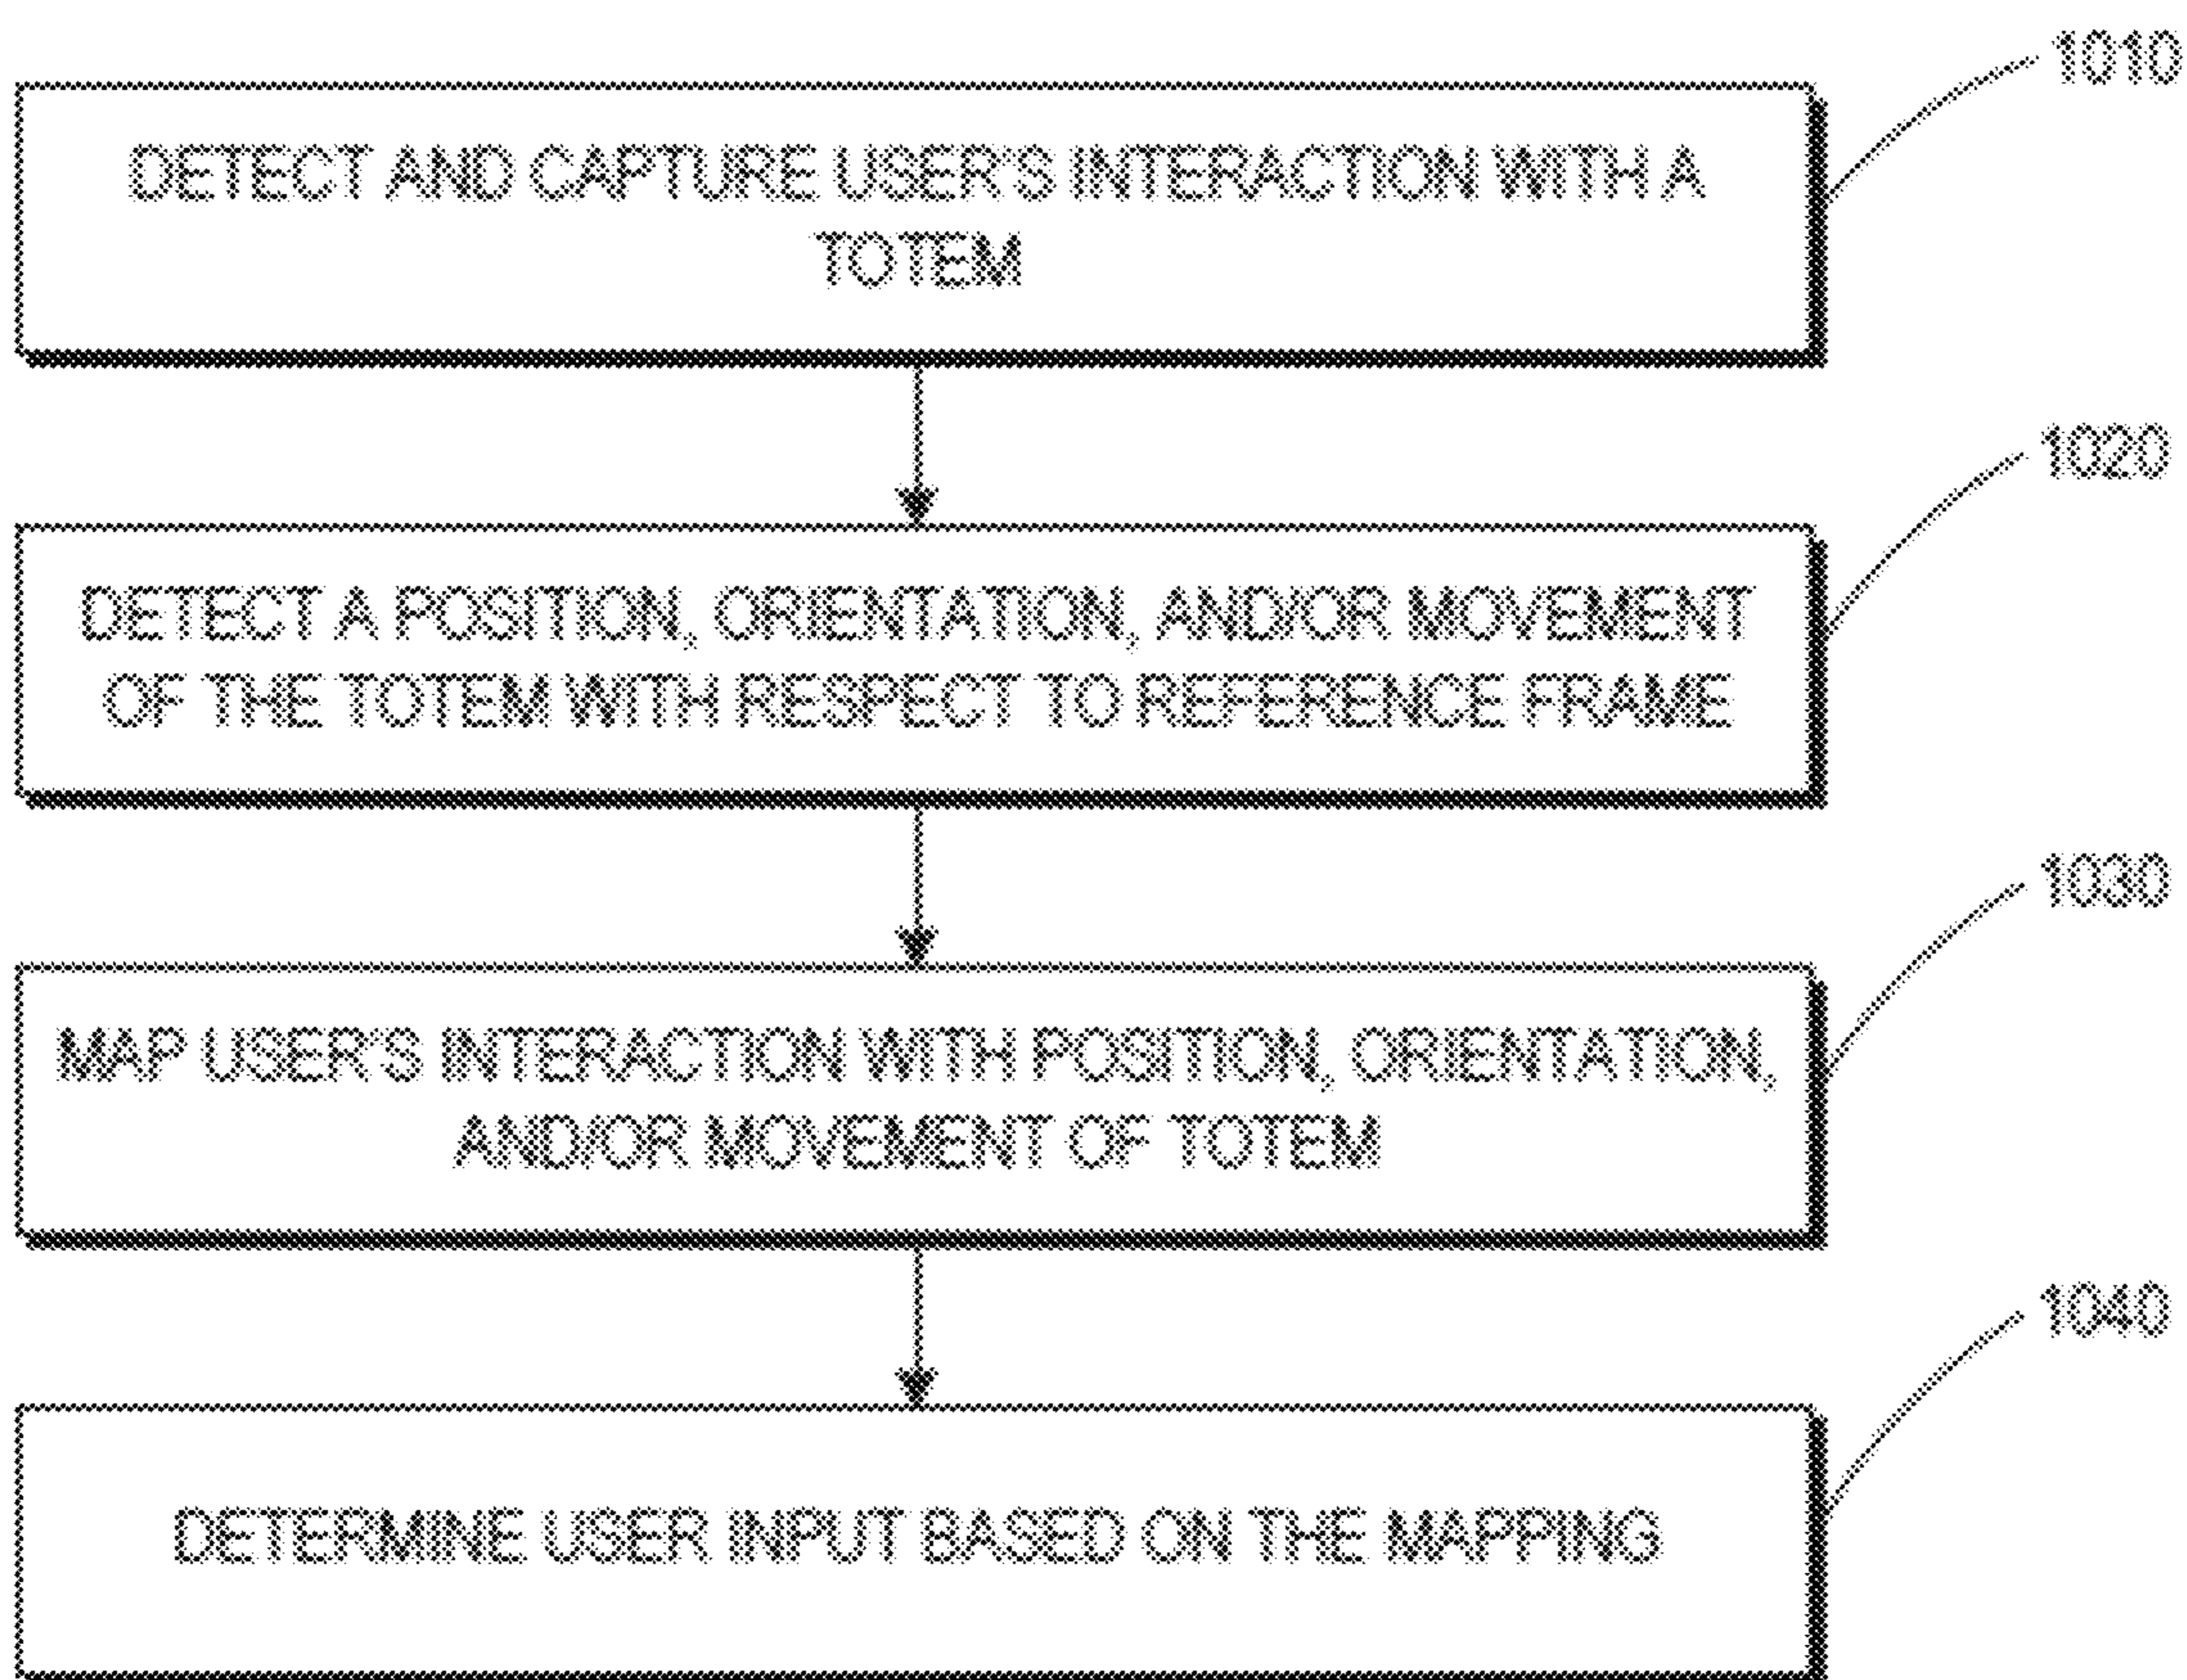 1010
DETECT AND CAPTURE USER'S INTERACTION WITH A
TOTEM
1020
DETECT A POSITION, ORIENTATION, AND/OR MOVEMENT
OF THE TOTEM WITH RESPECT TO REFERENCE FRAME
1030
MAP USER'S INTERACTION WITH POSITION, ORIENTATION,
AND/OR MOVEMENT OF TOTEM
1040
DETERMINE USER INPUT BASED ON THE MAPPING